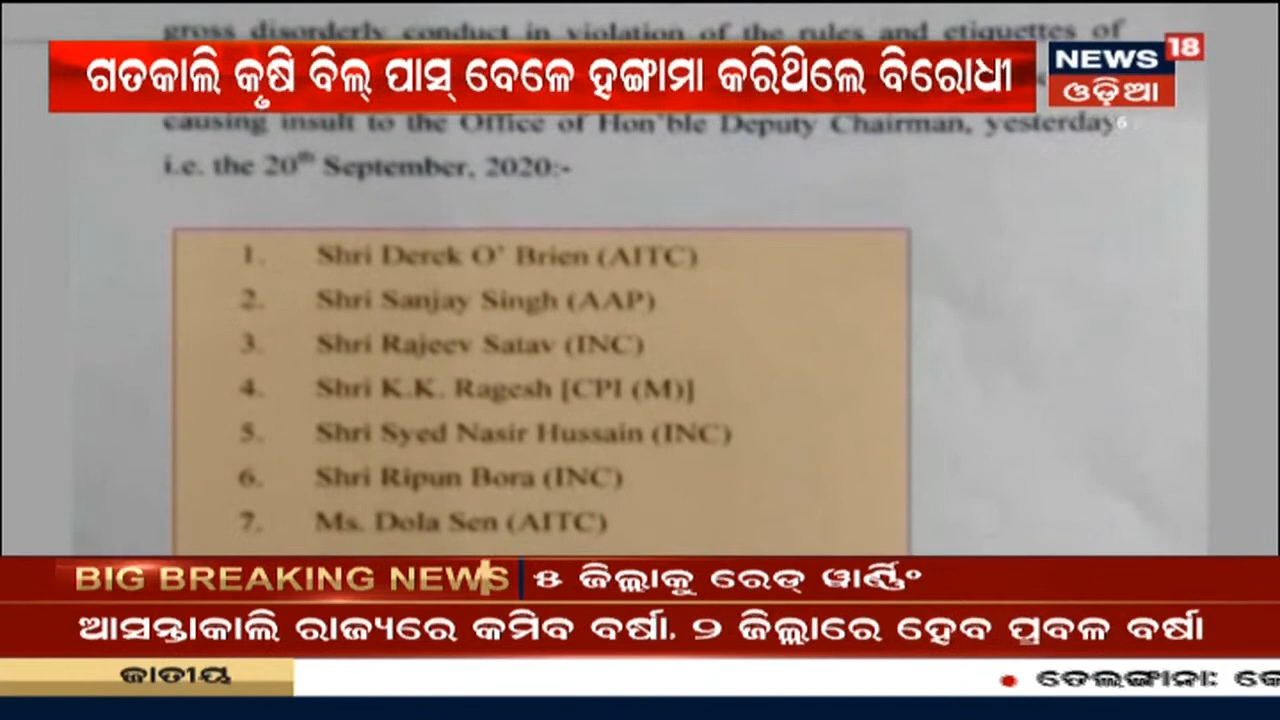 gross disorderly conduct in violation of the rules and etiquettes of
ଗତକାଲି କୃଷି ବିଲ୍ ପାସ୍ ବେଳେ ହଙ୍ଗାମା କରିଥିଲେ ବିରୋଧୀ
NEWS 18
ଓଡ଼ିଆ
causing insult to the Office of Hon'ble Deputy Chairman, yesterday
i.e. the 20th September, 2020:-
1. Shri Derek O' Brien (AITC)
2. Shri Sanjay Singh (AAP)
3. Shri Rajeev Satav (INC)
4. Shri K.K. Ragesh [CPI (M)]
5. Shri Syed Nasir Hussain (INC)
6. Shri Ripun Bora (INC)
7. Ms. Dola Sen (AITC)
BIG BREAKING NEWS ୫ ଜିଲ୍ଲାକୁ ରେଡ୍ ୱାର୍ଣ୍ଣିଂ
ଆସନ୍ତାକାଲି ରାଜ୍ୟରେ କମିବ ବର୍ଷା, ୨ ଜିଲ୍ଲାରେ ହେବ ପ୍ରବଳ ବର୍ଷା
ଜାତୀୟ • ତେଲଙ୍ଗାନା: